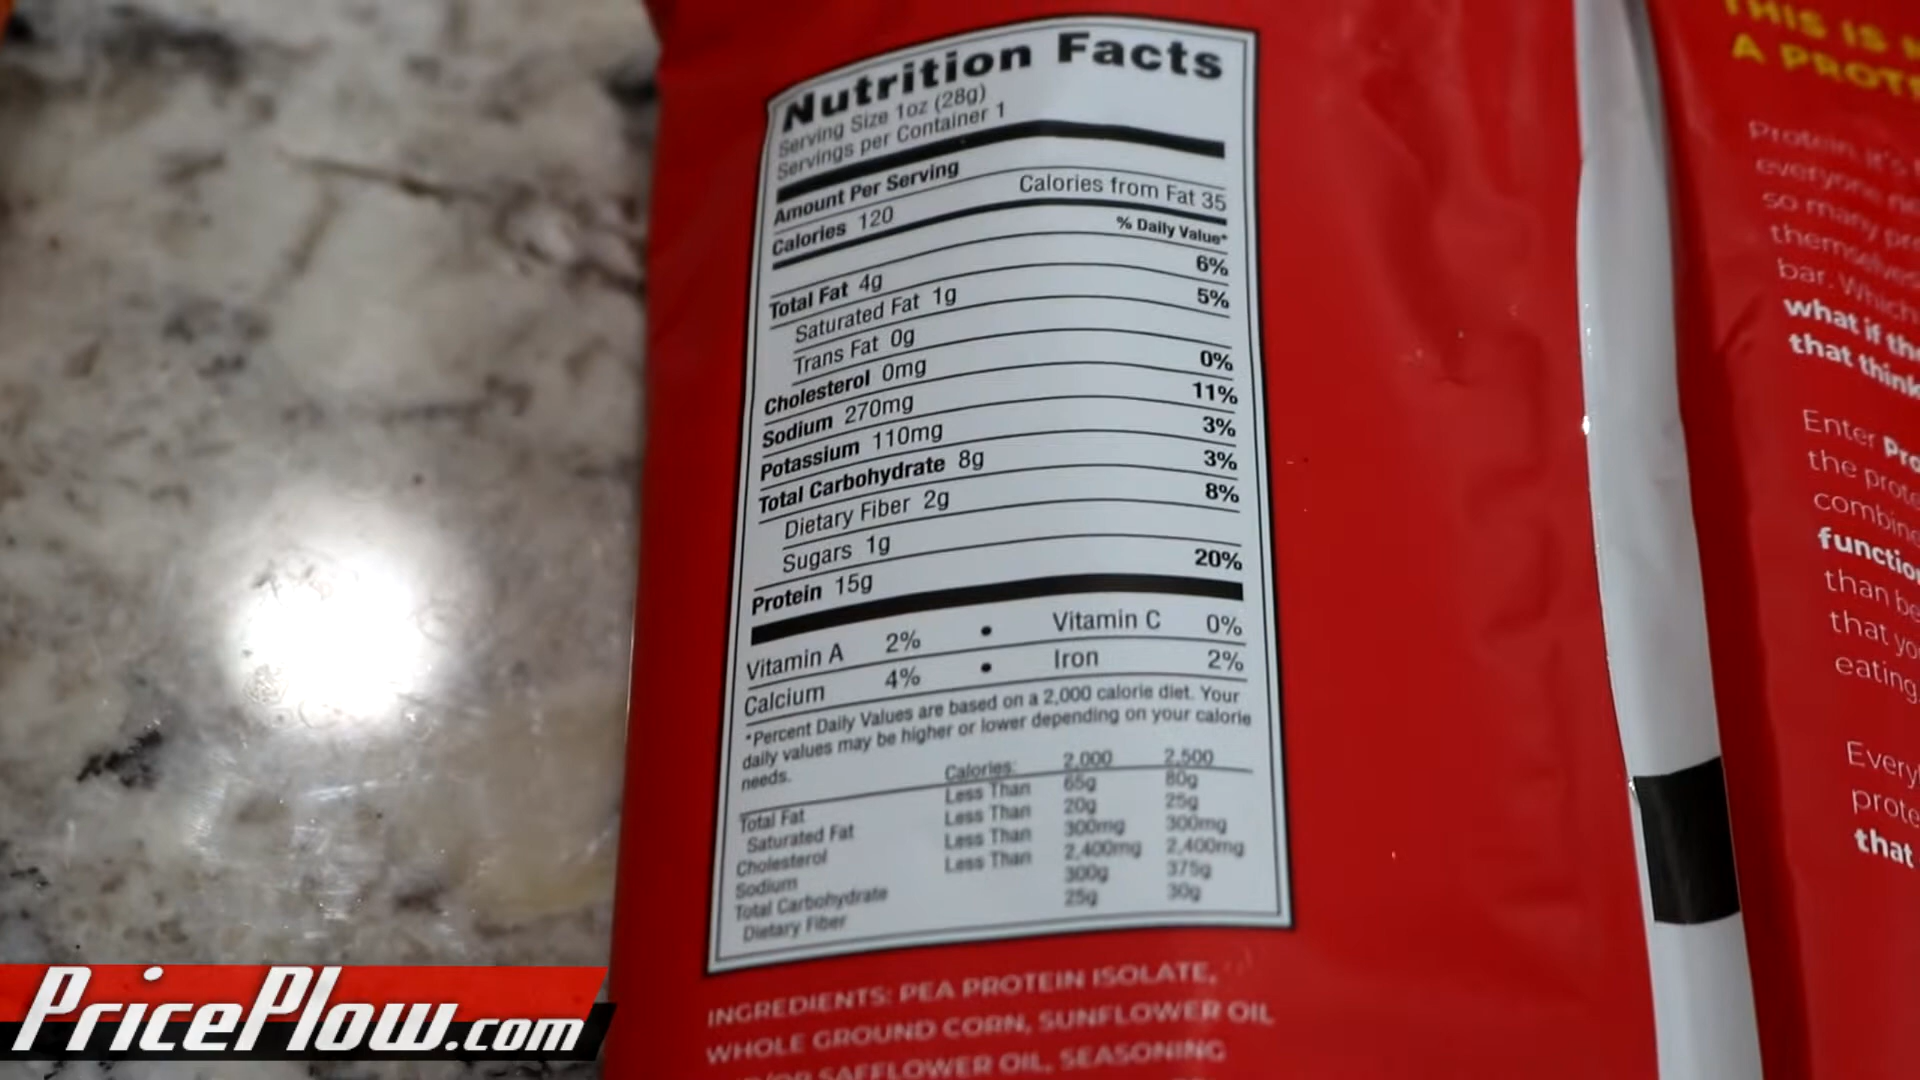 Nutrition Facts
Serving Size 1oz (28g)
Servings per Container 1
Amount Per Serving
Calories 120 Calories from Fat 35
% Daily Value*
Total Fat 4g 6%
Saturated Fat 1g 5%
Trans Fat 0g
Cholesterol 0mg 0%
Sodium 270mg 11%
Potassium 110mg 3%
Total Carbohydrate 8g 3%
Dietary Fiber 2g 8%
Sugars 1g
Protein 15g 20%
Vitamin A 2% • Vitamin C 0%
Calcium 4% • Iron 2%
*Percent Daily Values are based on a 2,000 calorie diet. Your
daily values may be higher or lower depending on your calorie
needs.
Calories: 2,000 2,500
Total Fat Less Than 65g 80g
Saturated Fat Less Than 20g 25g
Cholesterol Less Than 300mg 300mg
Sodium Less Than 2,400mg 2,400mg
Total Carbohydrate 300g 375g
Dietary Fiber 25g 30g
INGREDIENTS: PEA PROTEIN ISOLATE,
WHOLE GROUND CORN, SUNFLOWER OIL
SAFFLOWER OIL, SEASONING
THIS IS
A
Protein, it's
everyone
so many
themselves
bar. Which
what if the
that think
Enter
the
than
that
eating
Every
that
PricePlow.com